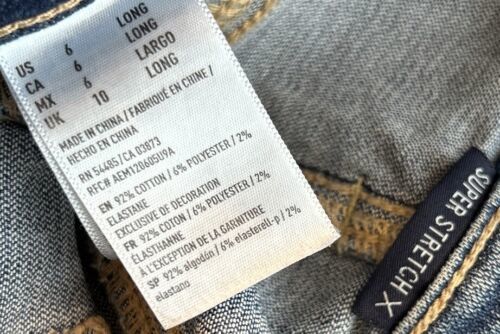 US 6 LONG
CA 6 LONG
MX 6 LARGO
UK 10 LONG
MADE IN CHINA / FABRIQUÉ EN CHINE /
HECHO EN CHINA
RN 54485/ CA 03873
RFC# AEM120605U9A
EN 92% COTTON / 6% POLYESTER / 2%
ELASTANE
EXCLUSIVE OF DECORATION
FR 92% COTON / 6% POLYESTER / 2%
ÉLASTHANNE
À L'EXCEPTION DE LA GARNITURE
SP 92% algodón / 6% elasterell-p / 2%
elastano
SUPER STRETCH X